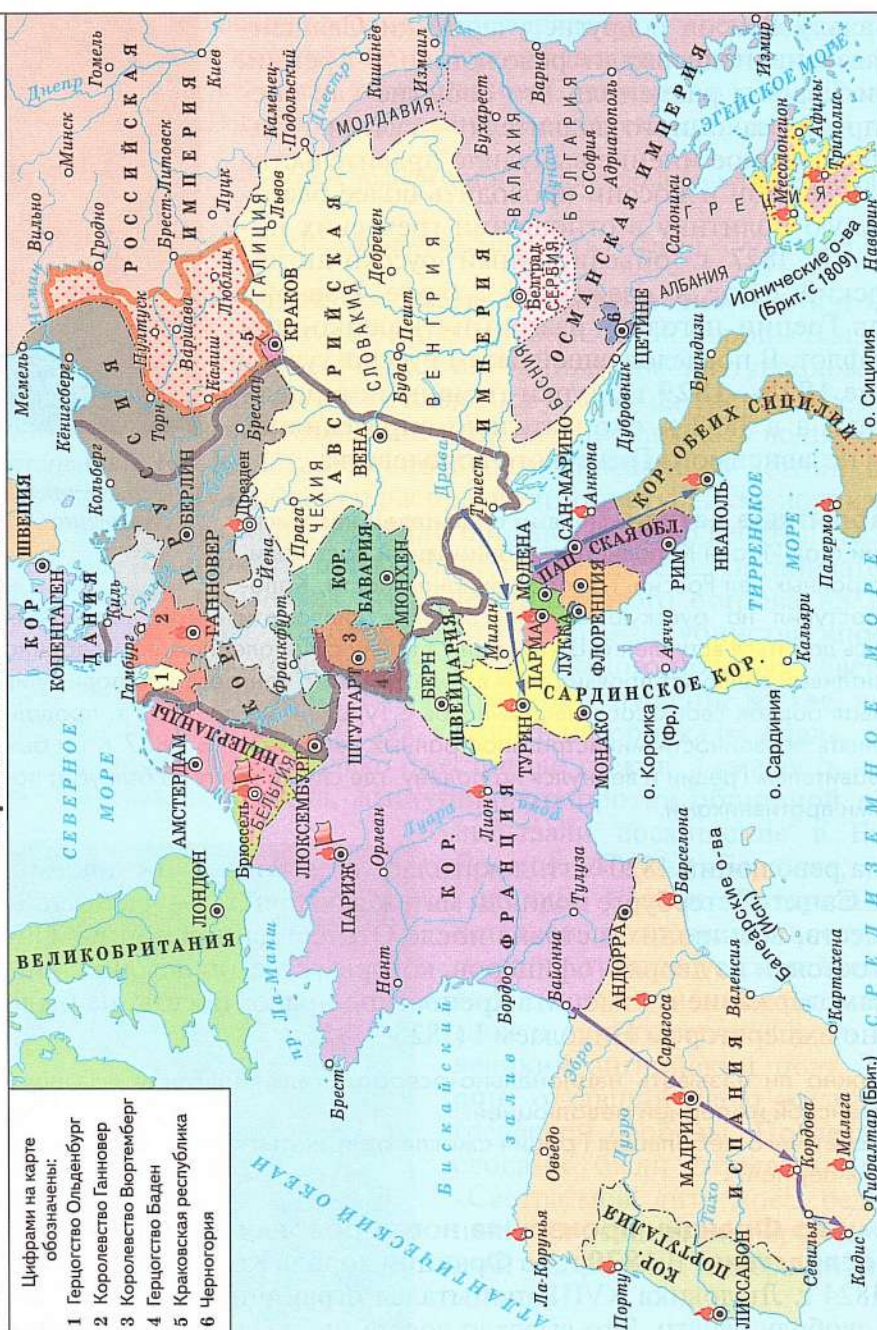 Цифрами на карте
обозначены:
1 Герцогство Ольденбург
2 Королевство Ганновер
3 Королевство Вюртемберг
4 Герцогство Баден
5 Краковская республика
6 Черногория
СЕВЕРНОЕ
МОРЕ
КОР.
ДАНИЯ
ШВЕЦИЯ
КОПЕНГАГЕН
Киль
Эльба
Гамбург
Мемель
Кёнигсберг
Кольберг
Торн
Пултуск
Варшава
Калиш
Люблин
Бреслау
Неман
Вильно
Минск
Гродно
Гомель
Днепр
Киев
Брест-Литовск
Луцк
РОССИЙСКАЯ
ИМПЕРИЯ
ВЕЛИКОБРИТАНИЯ
ЛОНДОН
пр. Ла-Манш
НИДЕРЛАНДЫ
АМСТЕРДАМ
Брюссель
БЕЛЬГИЯ
ЛЮКСЕМБУРГ
1
2
ГАННОВЕР
КОР.
ПРУССИЯ
БЕРЛИН
Дрезден
Йена
Франкфурт
ШТУТГАРТ
3
4
КОР.
БАВАРИЯ
МЮНХЕН
Прага
ЧЕХИЯ
ВЕНА
5
КРАКОВ
ГАЛИЦИЯ
Львов
Каменец-
Подольский
Днестр
Кишинёв
Измаил
МОЛДАВИЯ
СЛОВАКИЯ
Дебрецен
Буда
Пешт
ВЕНГРИЯ
АВСТРИЙСКАЯ
ИМПЕРИЯ
Драва
Триест
Брест
Нант
Орлеан
ПАРИЖ
Луара
КОР.
ФРАНЦИЯ
Лион
Рона
Бордо
Байонна
Тулуза
АНДОРРА
БЕРН
ШВЕЙЦАРИЯ
Милан
ТУРИН
ПАРМА
МОДЕНА
ЛУККА
ФЛОРЕНЦИЯ
САН-МАРИНО
Анкона
ПАПСКАЯ ОБЛ.
РИМ
МОНАКО
САРДИНСКОЕ КОР.
о. Корсика
(Фр.)
Аяччо
о. Сардиния
Кальяри
КОР. ОБЕИХ СИЦИЛИЙ
НЕАПОЛЬ
Бриндизи
Палермо
о. Сицилия
ТИРРЕНСКОЕ
МОРЕ
БОСНИЯ
Белград
СЕРБИЯ
Дубровник
6
ЦЕТИНЕ
ВАЛАХИЯ
Бухарест
Дунай
Варна
БОЛГАРИЯ
София
Адрианополь
ОСМАНСКАЯ ИМПЕРИЯ
АЛБАНИЯ
Салоники
ГРЕЦИЯ
Месолонгион
Афины
Триполис
Наварин
Измир
ЭГЕЙСКОЕ МОРЕ
Ионические о-ва
(Брит. с 1809)
АТЛАНТИЧЕСКИЙ ОКЕАН
Бискайский
залив
Ла-Корунья
Овьедо
Порту
КОР.
ПОРТУГАЛИЯ
ЛИССАБОН
Дуэро
Тахо
Эбро
ИСПАНИЯ
МАДРИД
Сарагоса
Барселона
Валенсия
Балеарские о-ва
(Исп.)
Картахена
Кордова
Севилья
Кадис
Малага
Гибралтар (Брит.)
СРЕДИЗЕМНОЕ МОРЕ